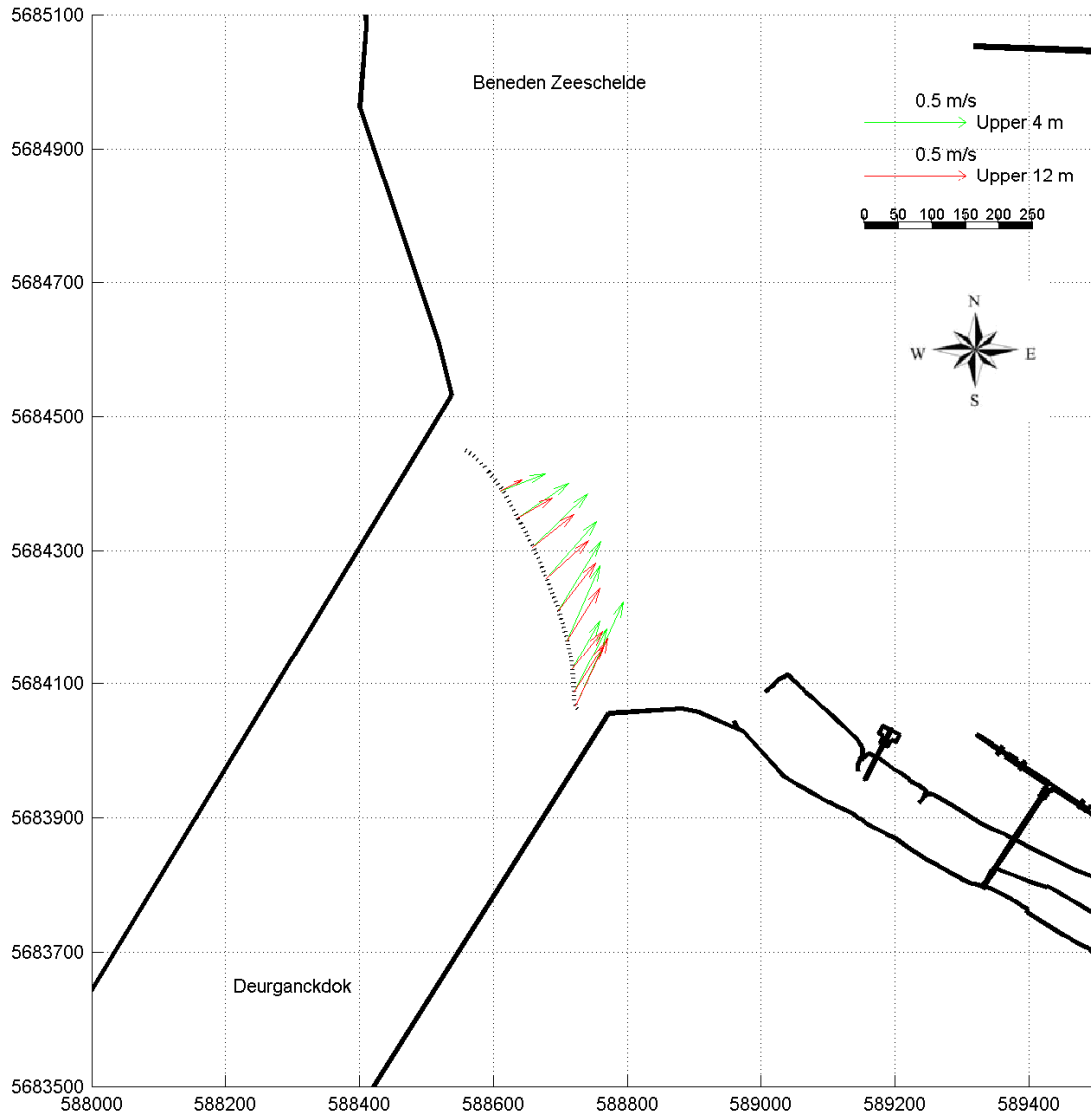 5685100
Beneden Zeeschelde
0.5 m/s
Upper 4 m
5684900
0.5 m/s
Upper 12 m
0 50 100 150 200 250
5684700
N
W E
S
5684500
5684300
5684100
5683900
5683700
Deurganckdok
5683500
588000 588200 588400 588600 588800 589000 589200 589400